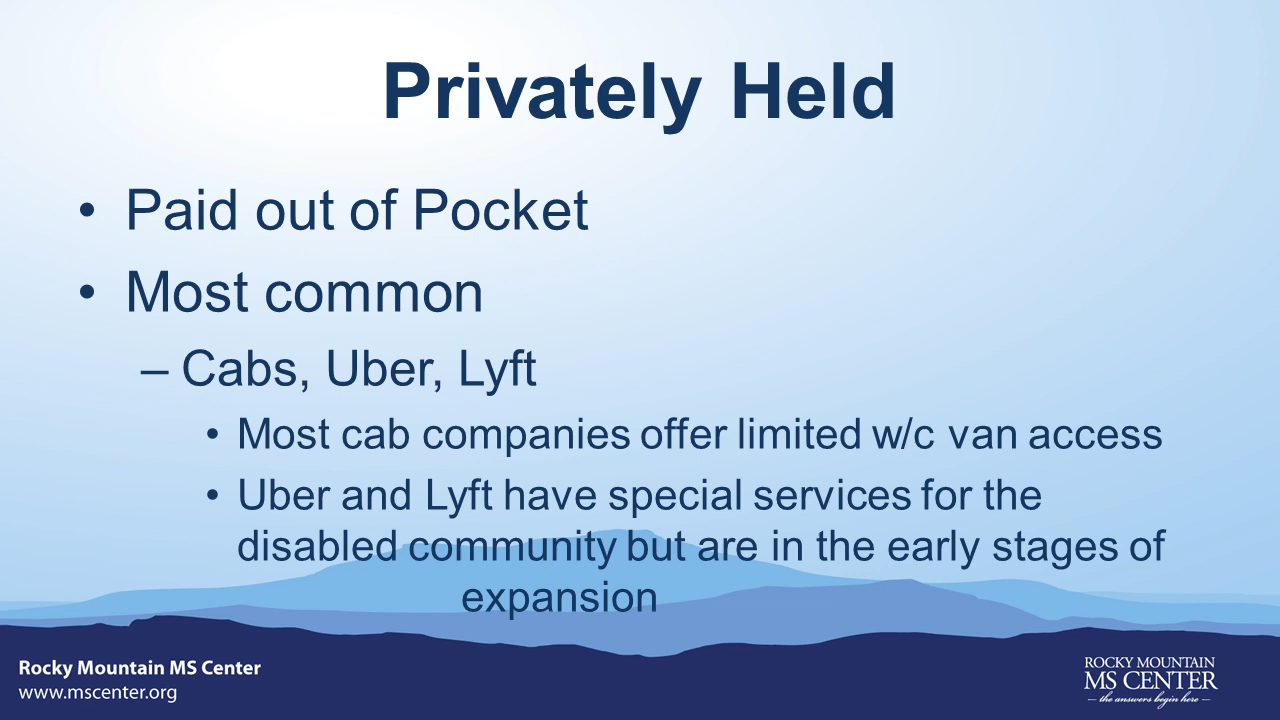 Privately Held
• Paid out of Pocket
• Most common
– Cabs, Uber, Lyft
• Most cab companies offer limited w/c van access
• Uber and Lyft have special services for the
disabled community but are in the early stages of
expansion
Rocky Mountain MS Center
www.mscenter.org
ROCKY MOUNTAIN
MS CENTER
– the answers begin here –